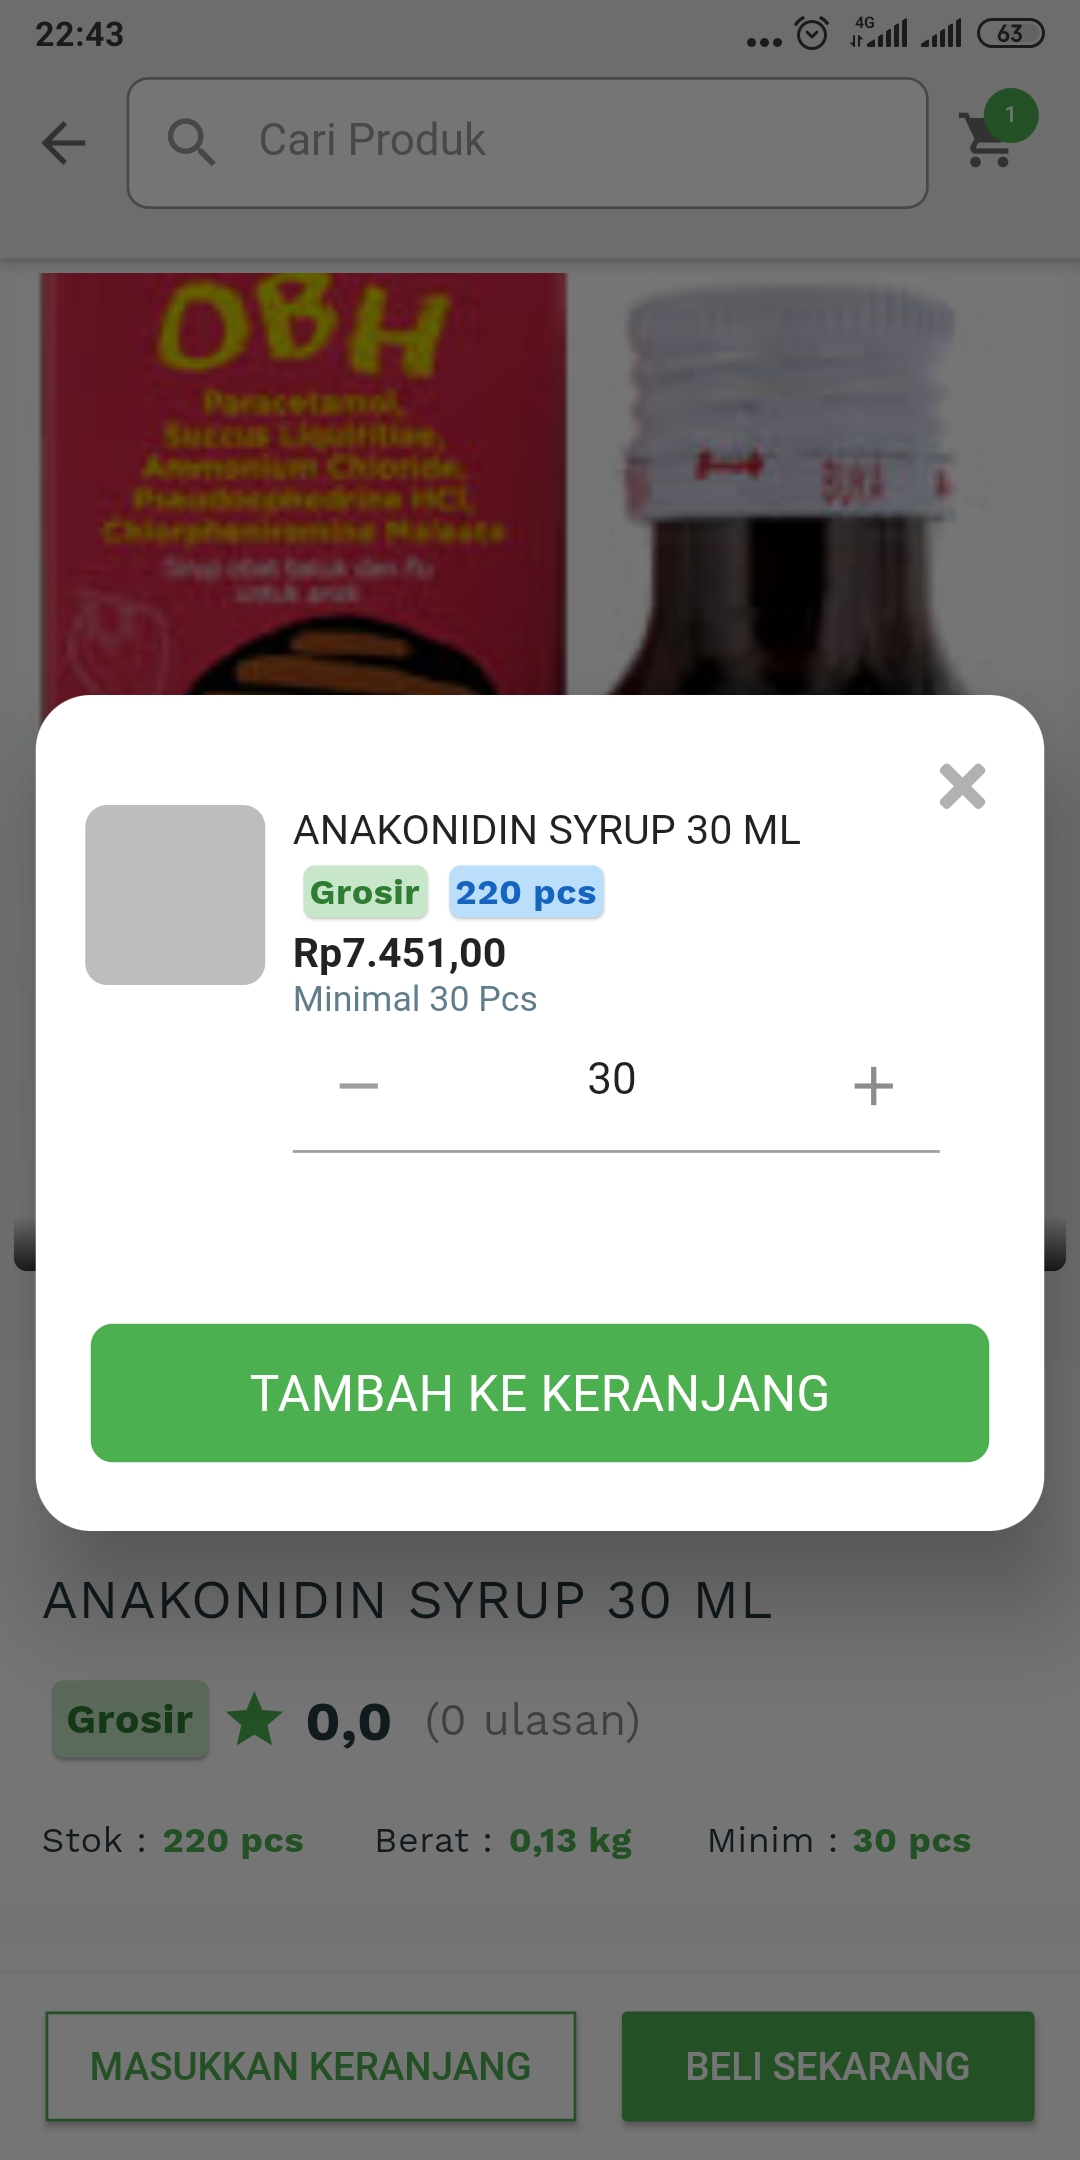 22:43
4G
63
Cari Produk
1
OBH
Paracetamol,
Succus Liquiritiae,
Ammonium Chloride,
Pseudoephedrine HCl,
Chlorpheniramine Maleate
Sirup obat batuk dan flu
untuk anak
ANAKONIDIN SYRUP 30 ML
Grosir 220 pcs
Rp7.451,00
Minimal 30 Pcs
30
TAMBAH KE KERANJANG
ANAKONIDIN SYRUP 30 ML
Grosir 0,0 (0 ulasan)
Stok : 220 pcs Berat : 0,13 kg Minim : 30 pcs
MASUKKAN KERANJANG
BELI SEKARANG